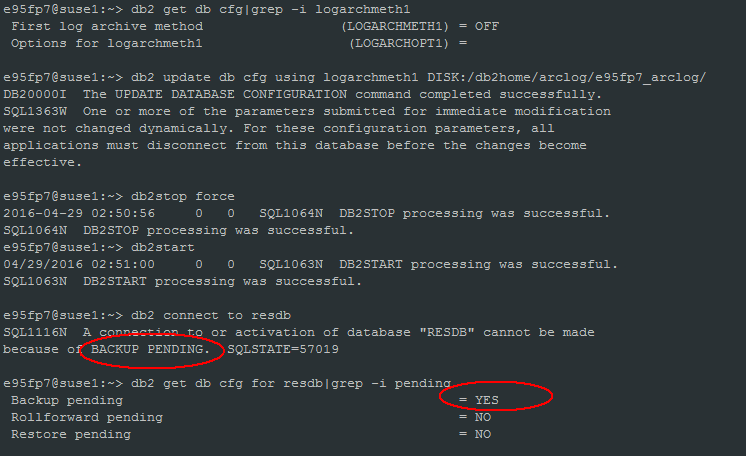 e95fp7@suse1:~> db2 get db cfg|grep -i logarchmeth1
First log archive method (LOGARCHMETH1) = OFF
Options for logarchmeth1 (LOGARCHOPT1) =
e95fp7@suse1:~> db2 update db cfg using logarchmeth1 DISK:/db2home/arclog/e95fp7_arclog/
DB20000I The UPDATE DATABASE CONFIGURATION command completed successfully.
SQL1363W One or more of the parameters submitted for immediate modification
were not changed dynamically. For these configuration parameters, all
applications must disconnect from this database before the changes become
effective.
e95fp7@suse1:~> db2stop force
2016-04-29 02:50:56 0 0 SQL1064N DB2STOP processing was successful.
SQL1064N DB2STOP processing was successful.
e95fp7@suse1:~> db2start
04/29/2016 02:51:00 0 0 SQL1063N DB2START processing was successful.
SQL1063N DB2START processing was successful.
e95fp7@suse1:~> db2 connect to resdb
SQL1116N A connection to or activation of database "RESDB" cannot be made
because of BACKUP PENDING. SQLSTATE=57019
e95fp7@suse1:~> db2 get db cfg for resdb|grep -i pending
Backup pending = YES
Rollforward pending = NO
Restore pending = NO